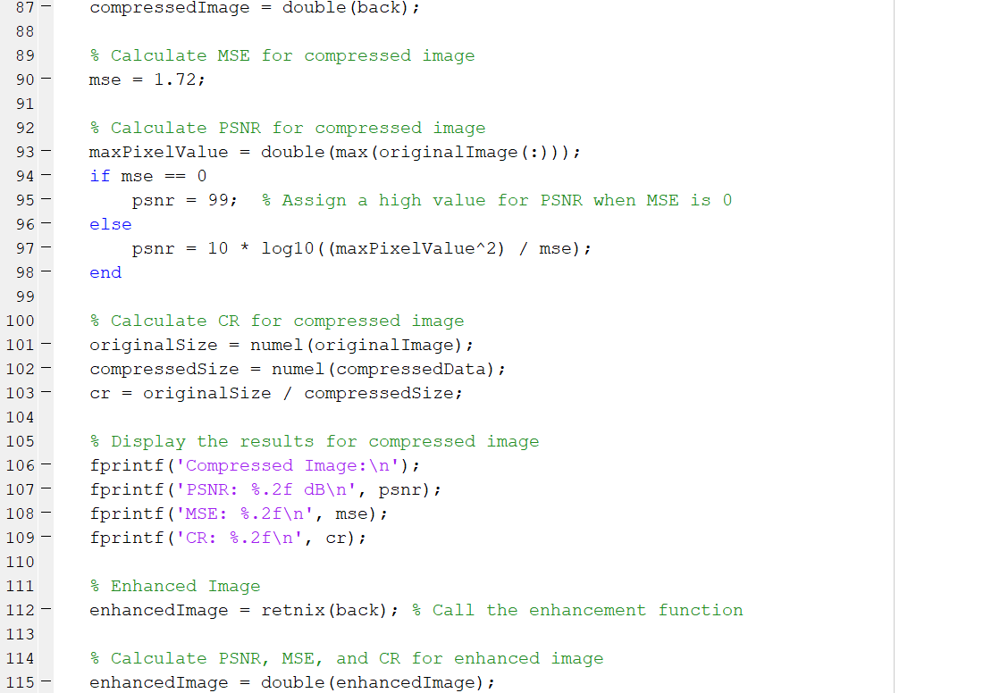 87 – compressedImage = double(back);
88
89 % Calculate MSE for compressed image
90 – mse = 1.72;
91
92 % Calculate PSNR for compressed image
93 – maxPixelValue = double(max(originalImage(:)));
94 – if mse == 0
95 – psnr = 99; % Assign a high value for PSNR when MSE is 0
96 – else
97 – psnr = 10 * log10((maxPixelValue^2) / mse);
98 – end
99
100 % Calculate CR for compressed image
101 – originalSize = numel(originalImage);
102 – compressedSize = numel(compressedData);
103 – cr = originalSize / compressedSize;
104
105 % Display the results for compressed image
106 – fprintf('Compressed Image:\n');
107 – fprintf('PSNR: %.2f dB\n', psnr);
108 – fprintf('MSE: %.2f\n', mse);
109 – fprintf('CR: %.2f\n', cr);
110
111 % Enhanced Image
112 – enhancedImage = retnix(back); % Call the enhancement function
113
114 % Calculate PSNR, MSE, and CR for enhanced image
115 – enhancedImage = double(enhancedImage);